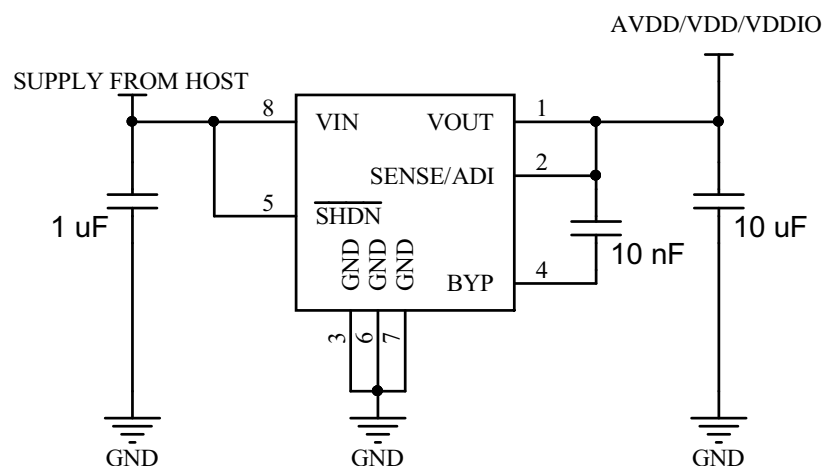 AVDD/VDD/VDDIO
SUPPLY FROM HOST
8
VIN
VOUT
1
SENSE/ADI
2
1 uF
5
SHDN
10 nF
10 uF
GND
GND
GND
BYP
4
3
6
7
GND
GND
GND